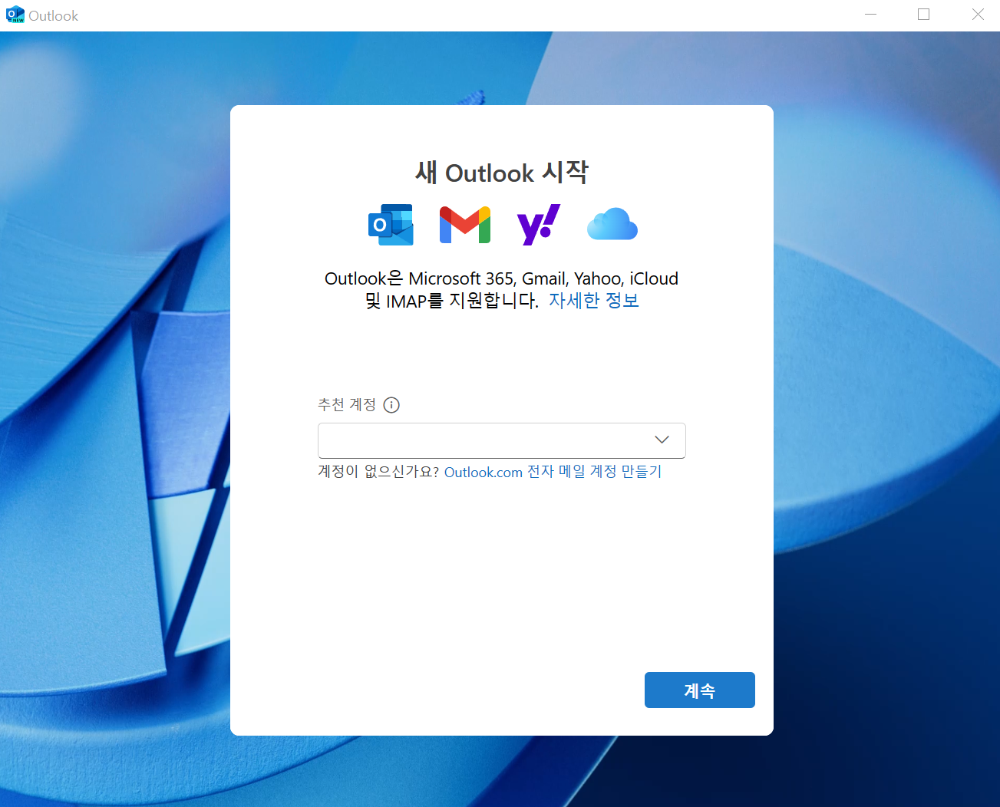 Outlook
새 Outlook 시작
Outlook은 Microsoft 365, Gmail, Yahoo, iCloud
및 IMAP를 지원합니다. 자세한 정보
추천 계정
계정이 없으신가요? Outlook.com 전자 메일 계정 만들기
계속